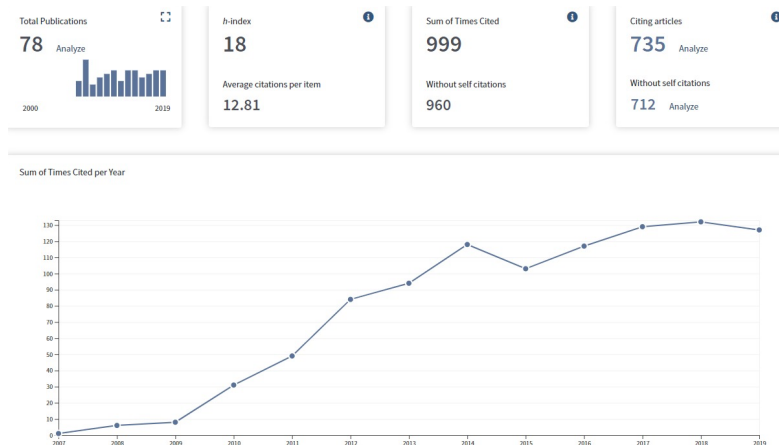 Total Publications
78 Analyze
2000 2019
h-index
18
Average citations per item
12.81
Sum of Times Cited
999
Without self citations
960
Citing articles
735 Analyze
Without self citations
712 Analyze
Sum of Times Cited per Year
130
120
110
100
90
80
70
60
50
40
30
20
10
0
2007 2008 2009 2010 2011 2012 2013 2014 2015 2016 2017 2018 2019